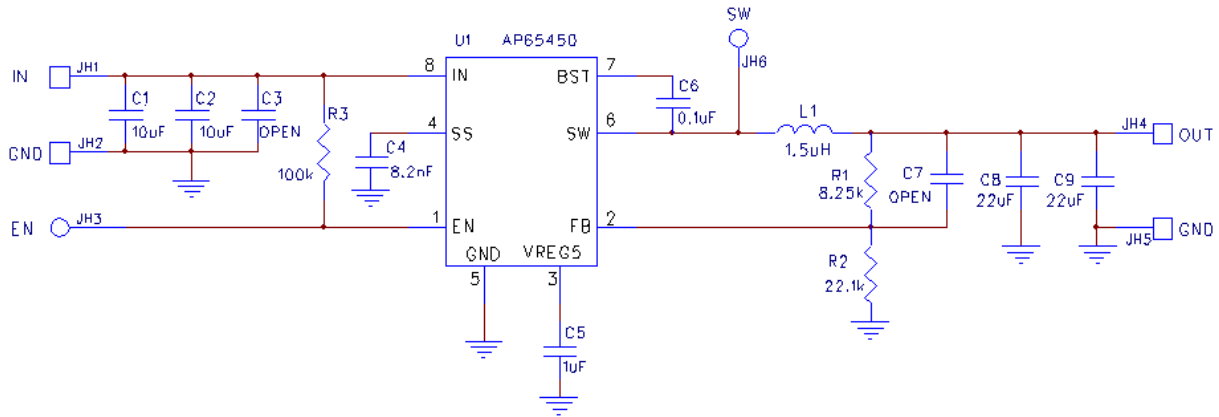 SW
U1 AP65450
JH6
IN JH1
8 IN
BST 7
C1
10uF
C2
10uF
C3
OPEN
R3
100k
C6
0.1uF
4 SS
SW 6
L1
1.5uH
JH4 OUT
GND JH2
C4
8.2nF
R1
8.25k
C7
OPEN
C8
22uF
C9
22uF
EN JH3
1 EN
FB 2
JH5 GND
GND
5
VREG5
3
R2
22.1k
C5
1uF